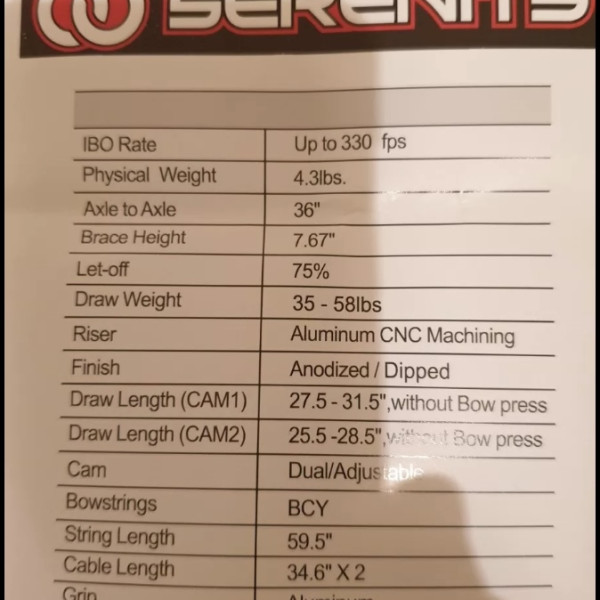 SERENITY
IBO Rate Up to 330 fps
Physical Weight 4.3lbs.
Axle to Axle 36"
Brace Height 7.67"
Let-off 75%
Draw Weight 35 - 58lbs
Riser Aluminum CNC Machining
Finish Anodized / Dipped
Draw Length (CAM1) 27.5 - 31.5",without Bow press
Draw Length (CAM2) 25.5 -28.5",without Bow press
Cam Dual/Adjustable
Bowstrings BCY
String Length 59.5"
Cable Length 34.6" X 2
Grip Aluminum